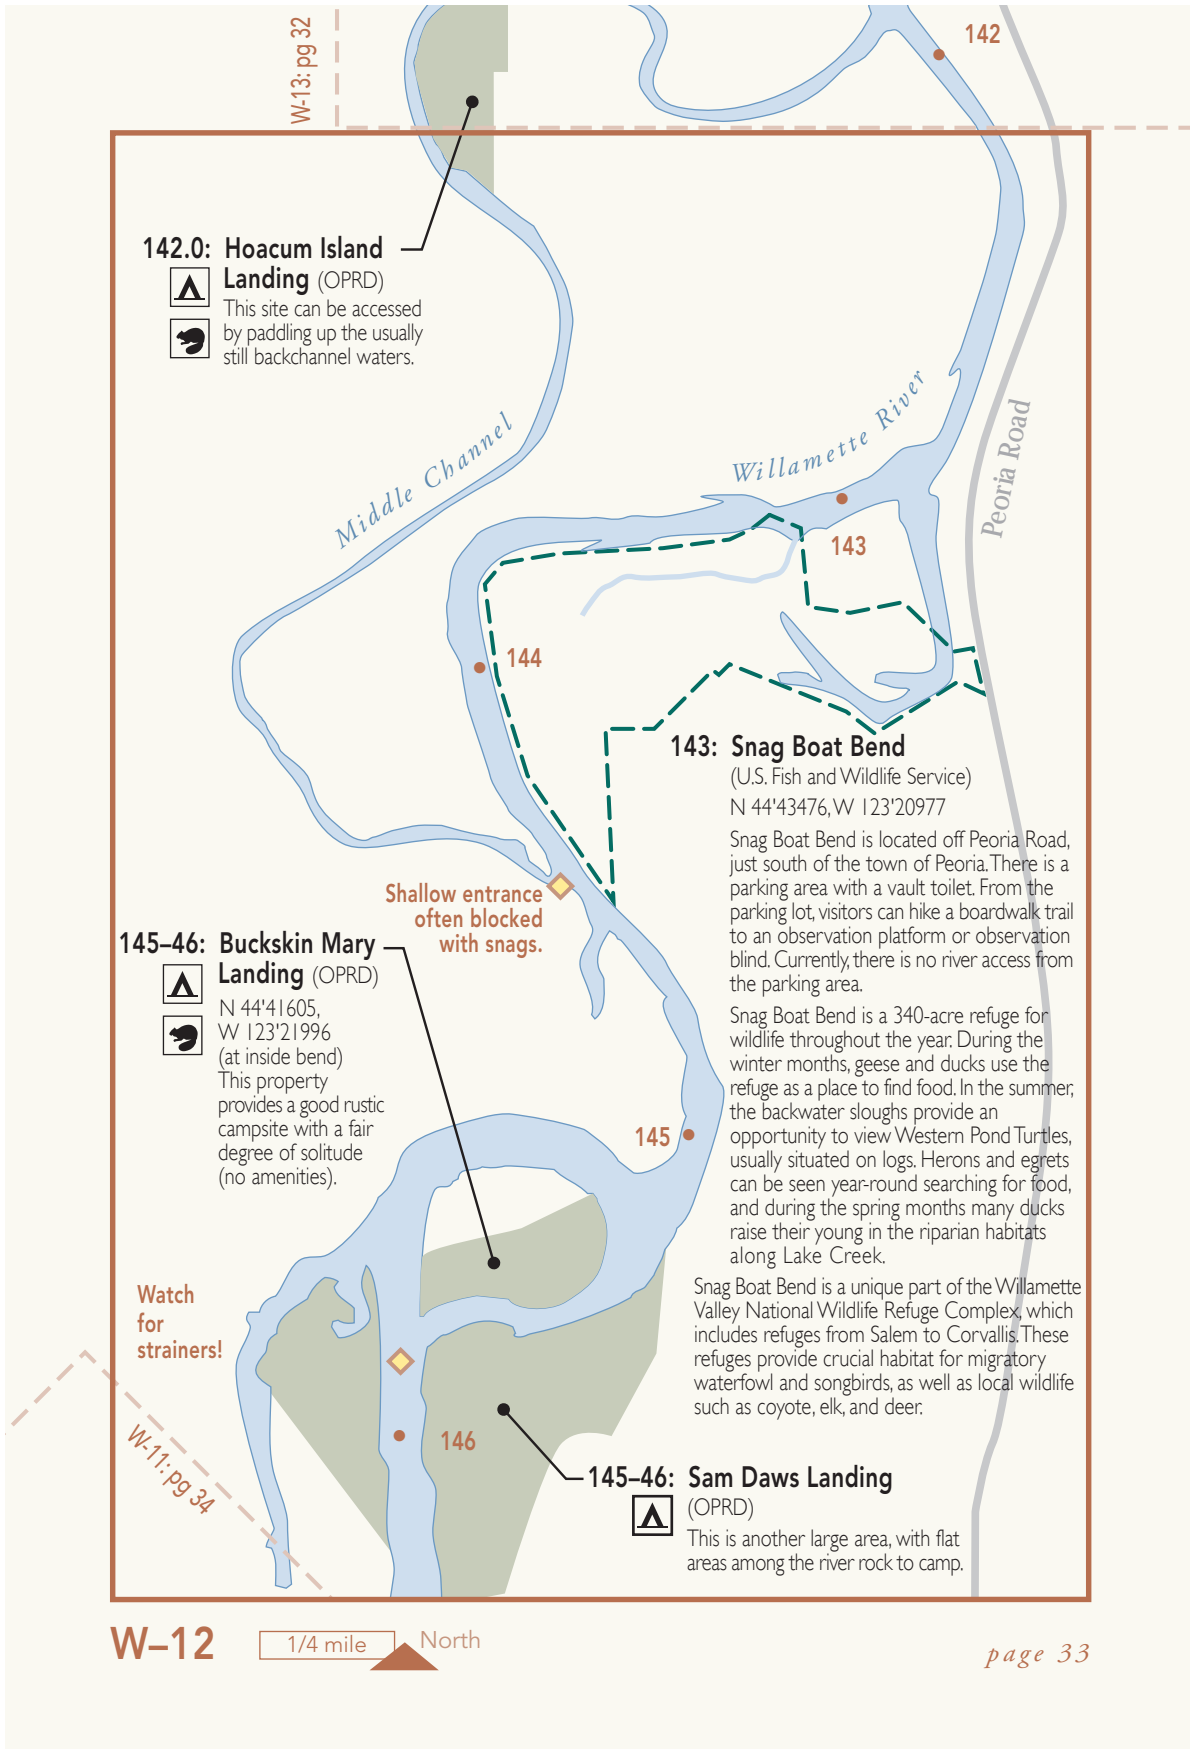 W-13: pg 32
142
142.0: Hoacum Island
Landing (OPRD)
This site can be accessed
by paddling up the usually
still backchannel waters.
Middle Channel
Willamette River
Peoria Road
143
144
143: Snag Boat Bend
(U.S. Fish and Wildlife Service)
N 44'43476, W 123'20977
Snag Boat Bend is located off Peoria Road,
just south of the town of Peoria. There is a
parking area with a vault toilet. From the
parking lot, visitors can hike a boardwalk trail
to an observation platform or observation
blind. Currently, there is no river access from
the parking area.
Snag Boat Bend is a 340-acre refuge for
wildlife throughout the year. During the
winter months, geese and ducks use the
refuge as a place to find food. In the summer,
the backwater sloughs provide an
opportunity to view Western Pond Turtles,
usually situated on logs. Herons and egrets
can be seen year-round searching for food,
and during the spring months many ducks
raise their young in the riparian habitats
along Lake Creek.
Snag Boat Bend is a unique part of the Willamette
Valley National Wildlife Refuge Complex, which
includes refuges from Salem to Corvallis. These
refuges provide crucial habitat for migratory
waterfowl and songbirds, as well as local wildlife
such as coyote, elk, and deer.
Shallow entrance
often blocked
with snags.
145–46: Buckskin Mary
Landing (OPRD)
N 44'41605,
W 123'21996
(at inside bend)
This property
provides a good rustic
campsite with a fair
degree of solitude
(no amenities).
145
Watch
for
strainers!
W-11: pg 34
146
145–46: Sam Daws Landing
(OPRD)
This is another large area, with flat
areas among the river rock to camp.
W–12
1/4 mile
North
page 33